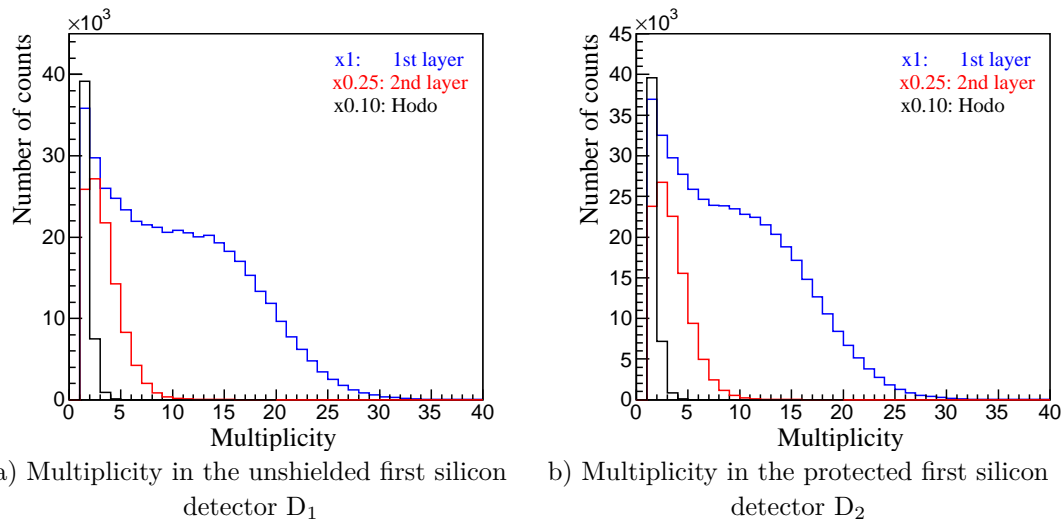 ×10³
Number of counts
40
30
20
10
0
x1: 1st layer
x0.25: 2nd layer
x0.10: Hodo
0 5 10 15 20 25 30 35 40
Multiplicity
a) Multiplicity in the unshielded first silicon
detector D₁
×10³
Number of counts
45
40
35
30
25
20
15
10
5
0
x1: 1st layer
x0.25: 2nd layer
x0.10: Hodo
0 5 10 15 20 25 30 35 40
Multiplicity
b) Multiplicity in the protected first silicon
detector D₂